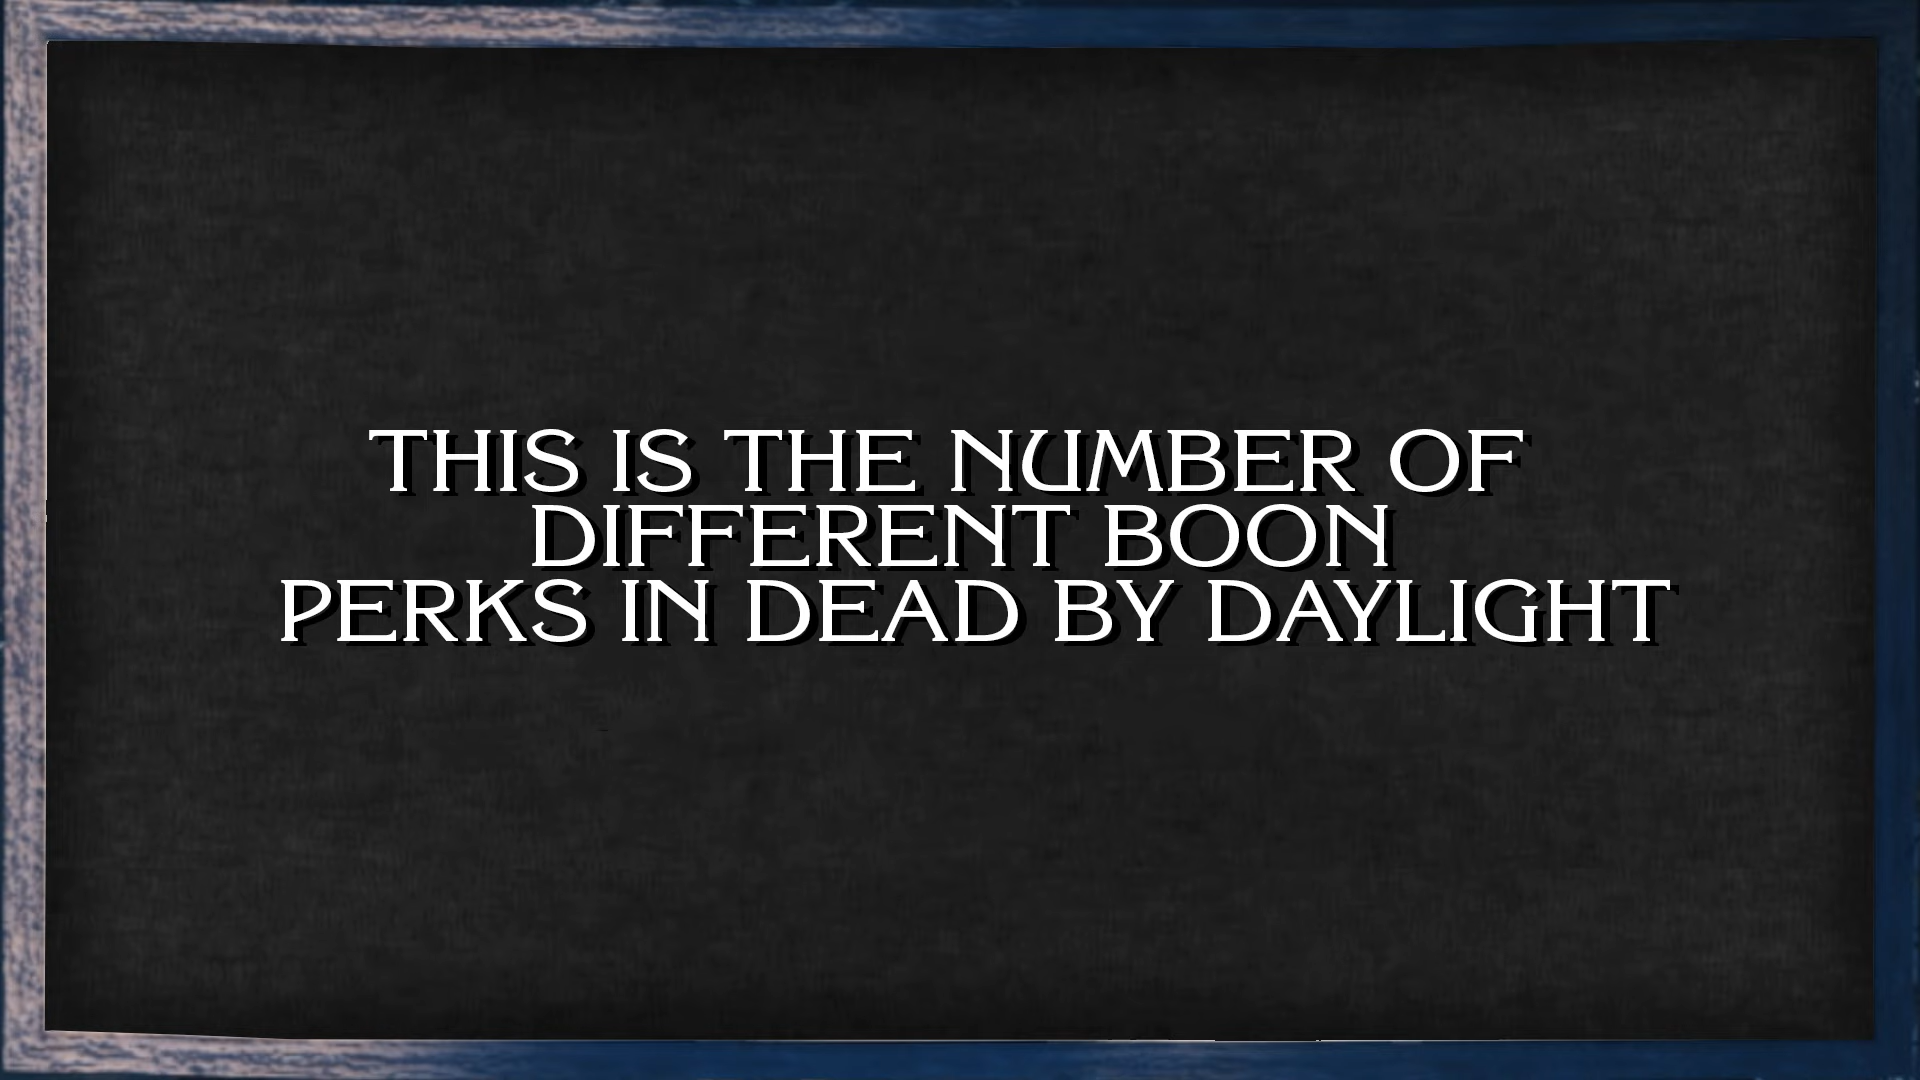 THIS IS THE NUMBER OF
DIFFERENT BOON
PERKS IN DEAD BY DAYLIGHT